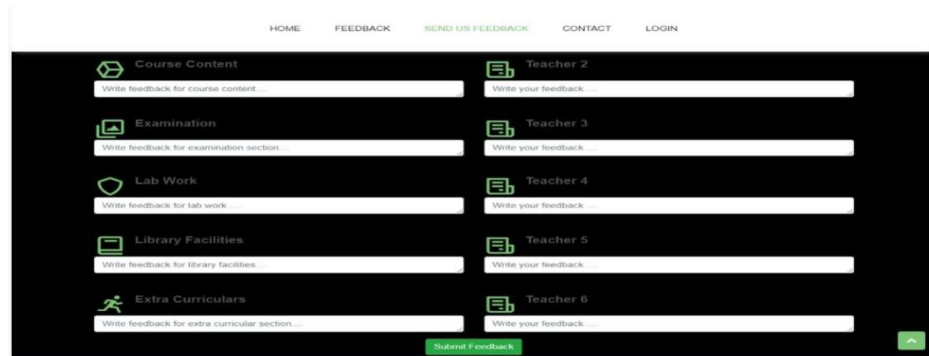 HOME FEEDBACK SEND US FEEDBACK CONTACT LOGIN
Course Content
Write feedback for course content....
Examination
Write feedback for examination section....
Lab Work
Write feedback for lab work ....
Library Facilities
Write feedback for library facilities....
Extra Curriculars
Write feedback for extra curricular section....
Teacher 2
Write your feedback ....
Teacher 3
Write your feedback ....
Teacher 4
Write your feedback ....
Teacher 5
Write your feedback ....
Teacher 6
Write your feedback ....
Submit Feedback